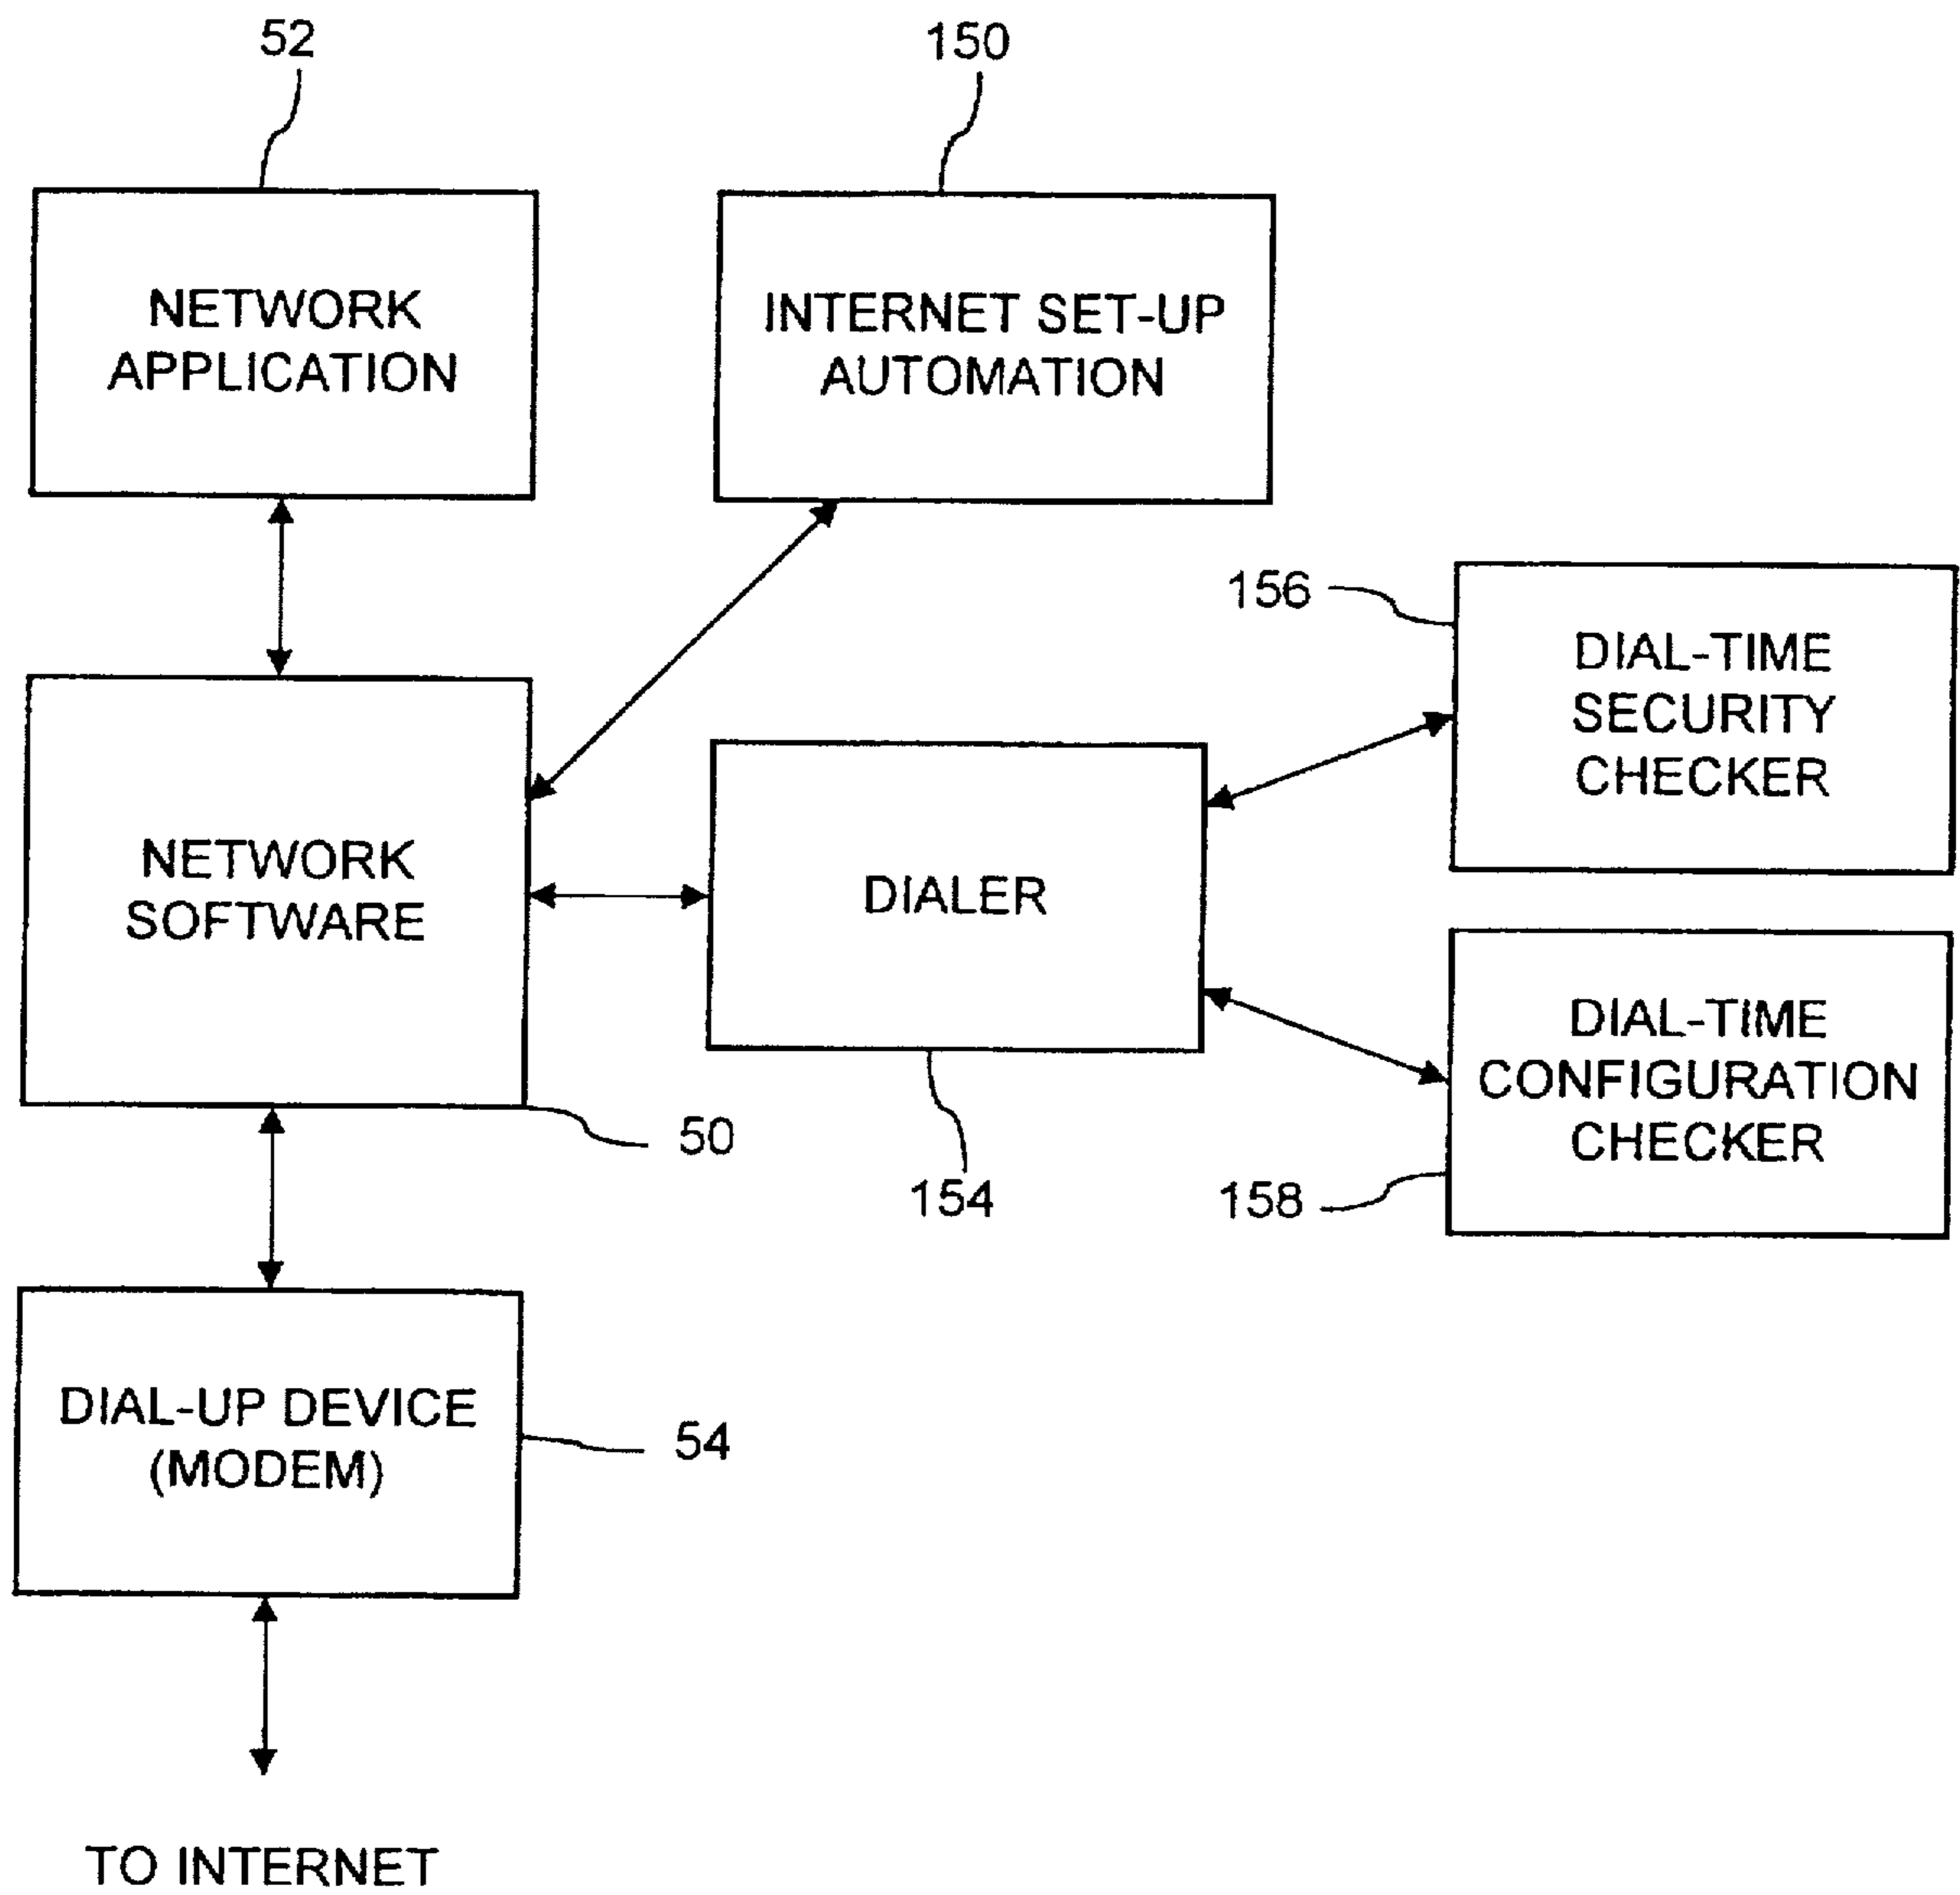 52
150
NETWORK
APPLICATION
INTERNET SET-UP
AUTOMATION
156
DIAL-TIME
SECURITY
CHECKER
NETWORK
SOFTWARE
DIALER
DIAL-TIME
CONFIGURATION
CHECKER
50
154
158
DIAL-UP DEVICE
(MODEM)
54
TO INTERNET